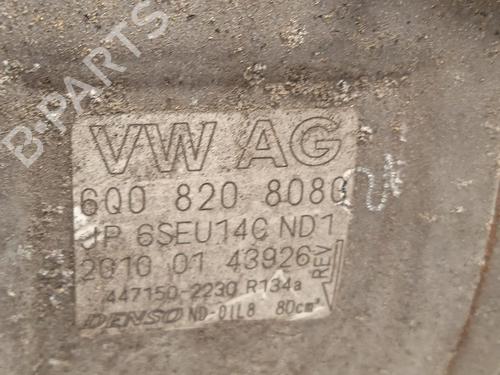 B-PARTS
VW AG
6Q0 820 808G
JP 6SEU14C ND1
2010 01 43926
REV
447150-2230 R134a
DENSO ND-OIL8 80cm³